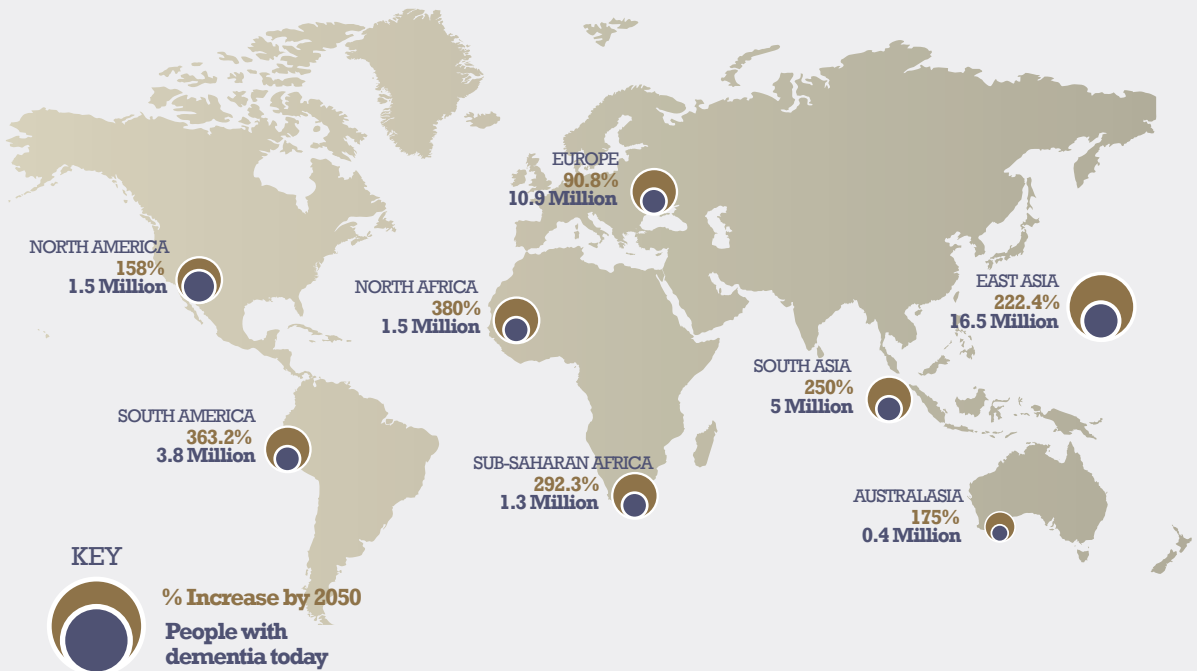 EUROPE
90.8%
10.9 Million
NORTH AMERICA
158%
1.5 Million
NORTH AFRICA
380%
1.5 Million
EAST ASIA
222.4%
16.5 Million
SOUTH ASIA
250%
5 Million
SOUTH AMERICA
363.2%
3.8 Million
SUB-SAHARAN AFRICA
292.3%
1.3 Million
AUSTRALASIA
175%
0.4 Million
KEY
% Increase by 2050
People with
dementia today